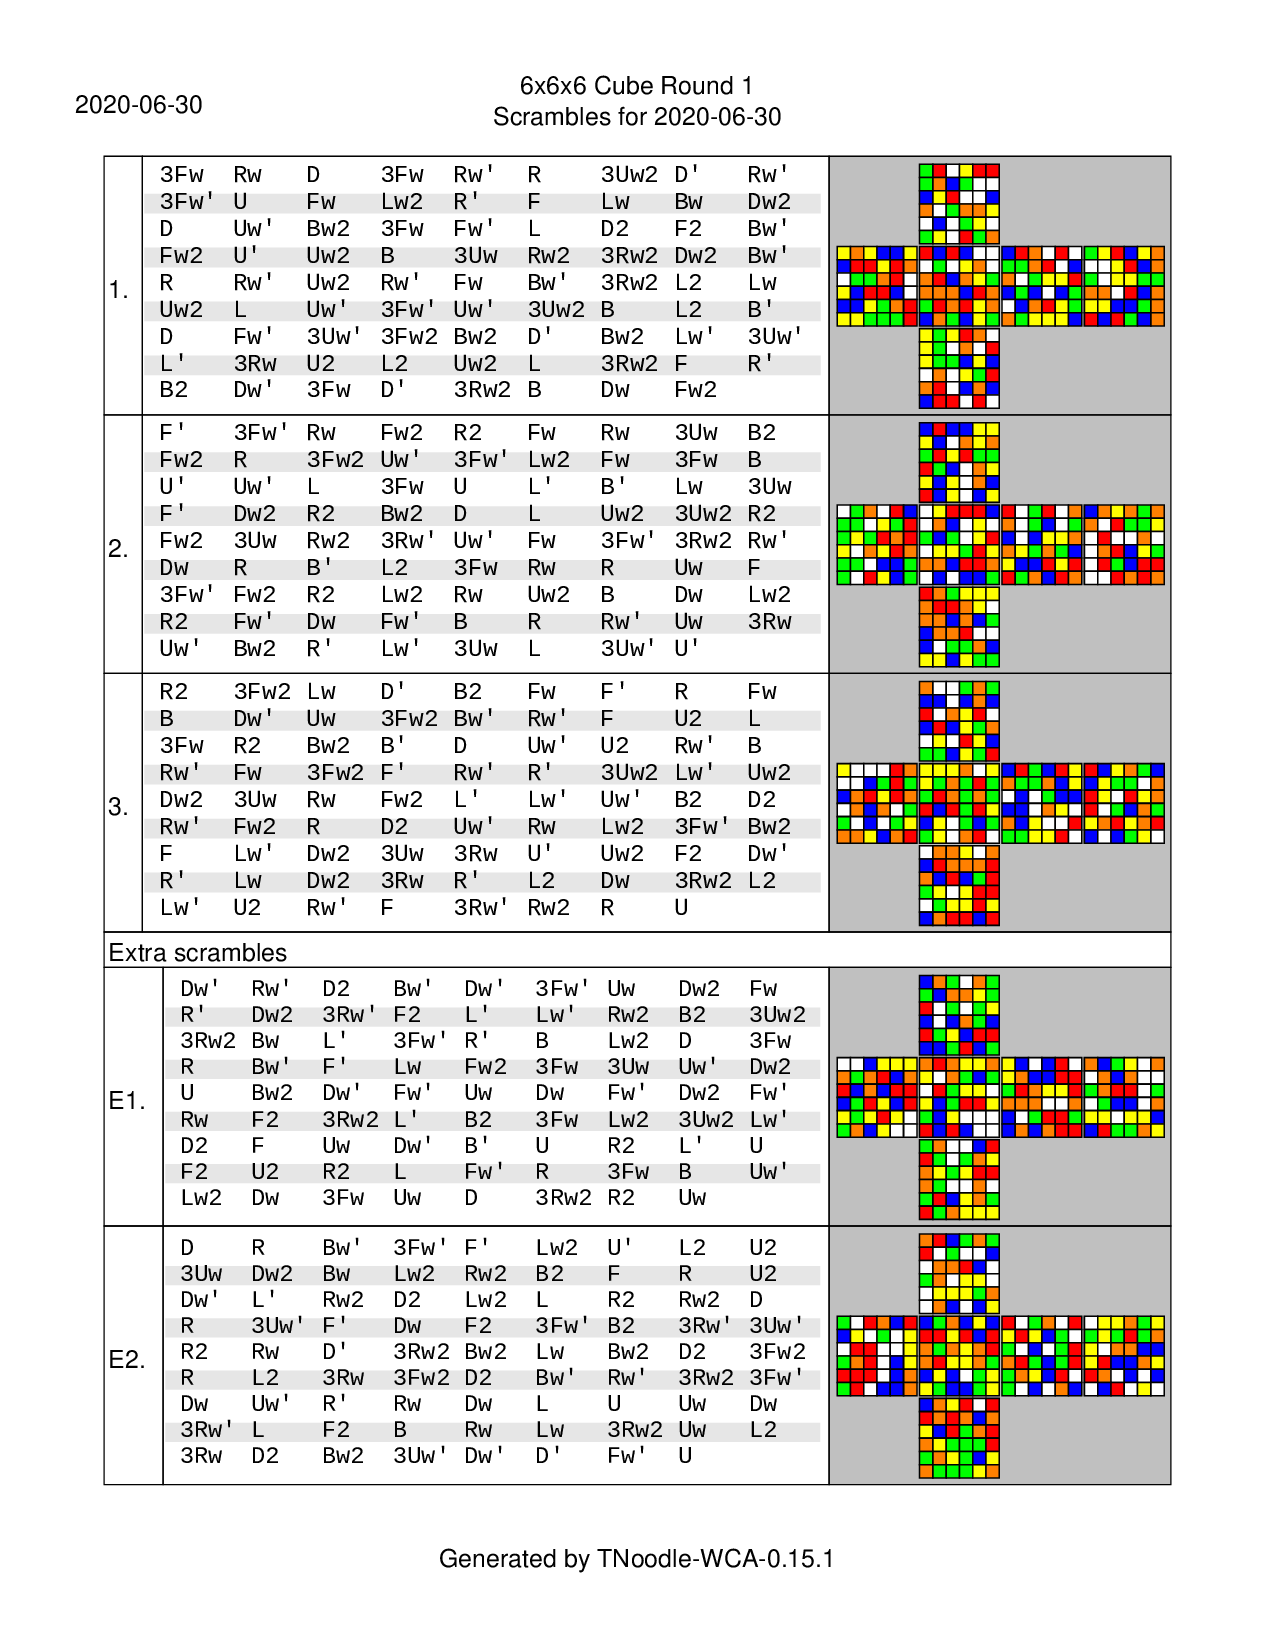 2020-06-30
6x6x6 Cube Round 1
Scrambles for 2020-06-30
1.
3Fw Rw D 3Fw Rw' R 3Uw2 D' Rw'
3Fw' U Fw Lw2 R' F Lw Bw Dw2
D Uw' Bw2 3Fw Fw' L D2 F2 Bw'
Fw2 U' Uw2 B 3Uw Rw2 3Rw2 Dw2 Bw'
R Rw' Uw2 Rw' Fw Bw' 3Rw2 L2 Lw
Uw2 L Uw' 3Fw' Uw' 3Uw2 B L2 B'
D Fw' 3Uw' 3Fw2 Bw2 D' Bw2 Lw' 3Uw'
L' 3Rw U2 L2 Uw2 L 3Rw2 F R'
B2 Dw' 3Fw D' 3Rw2 B Dw Fw2
2.
F' 3Fw' Rw Fw2 R2 Fw Rw 3Uw B2
Fw2 R 3Fw2 Uw' 3Fw' Lw2 Fw 3Fw B
U' Uw' L 3Fw U L' B' Lw 3Uw
F' Dw2 R2 Bw2 D L Uw2 3Uw2 R2
Fw2 3Uw Rw2 3Rw' Uw' Fw 3Fw' 3Rw2 Rw'
Dw R B' L2 3Fw Rw R Uw F
3Fw' Fw2 R2 Lw2 Rw Uw2 B Dw Lw2
R2 Fw' Dw Fw' B R Rw' Uw 3Rw
Uw' Bw2 R' Lw' 3Uw L 3Uw' U'
3.
R2 3Fw2 Lw D' B2 Fw F' R Fw
B Dw' Uw 3Fw2 Bw' Rw' F U2 L
3Fw R2 Bw2 B' D Uw' U2 Rw' B
Rw' Fw 3Fw2 F' Rw' R' 3Uw2 Lw' Uw2
Dw2 3Uw Rw Fw2 L' Lw' Uw' B2 D2
Rw' Fw2 R D2 Uw' Rw Lw2 3Fw' Bw2
F Lw' Dw2 3Uw 3Rw U' Uw2 F2 Dw'
R' Lw Dw2 3Rw R' L2 Dw 3Rw2 L2
Lw' U2 Rw' F 3Rw' Rw2 R U
Extra scrambles
E1.
Dw' Rw' D2 Bw' Dw' 3Fw' Uw Dw2 Fw
R' Dw2 3Rw' F2 L' Lw' Rw2 B2 3Uw2
3Rw2 Bw L' 3Fw' R' B Lw2 D 3Fw
R Bw' F' Lw Fw2 3Fw 3Uw Uw' Dw2
U Bw2 Dw' Fw' Uw Dw Fw' Dw2 Fw'
Rw F2 3Rw2 L' B2 3Fw Lw2 3Uw2 Lw'
D2 F Uw Dw' B' U R2 L' U
F2 U2 R2 L Fw' R 3Fw B Uw'
Lw2 Dw 3Fw Uw D 3Rw2 R2 Uw
E2.
D R Bw' 3Fw' F' Lw2 U' L2 U2
3Uw Dw2 Bw Lw2 Rw2 B2 F R U2
Dw' L' Rw2 D2 Lw2 L R2 Rw2 D
R 3Uw' F' Dw F2 3Fw' B2 3Rw' 3Uw'
R2 Rw D' 3Rw2 Bw2 Lw Bw2 D2 3Fw2
R L2 3Rw 3Fw2 D2 Bw' Rw' 3Rw2 3Fw'
Dw Uw' R' Rw Dw L U Uw Dw
3Rw' L F2 B Rw Lw 3Rw2 Uw L2
3Rw D2 Bw2 3Uw' Dw' D' Fw' U
Generated by TNoodle-WCA-0.15.1